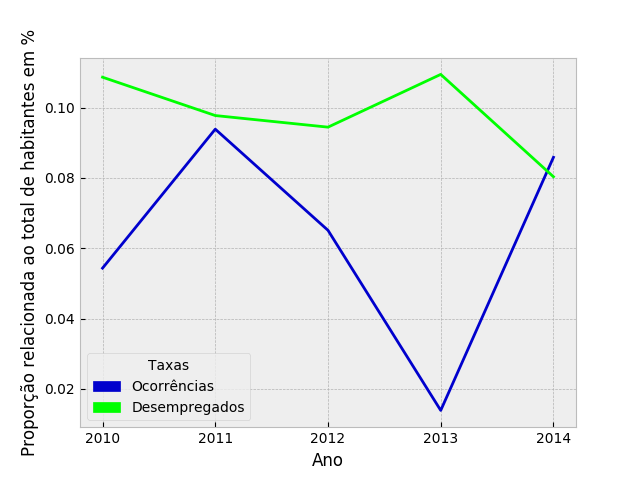 Proporção relacionada ao total de habitantes em %
0.10
0.08
0.06
0.04
0.02
Taxas
Ocorrências
Desempregados
2010 2011 2012 2013 2014
Ano